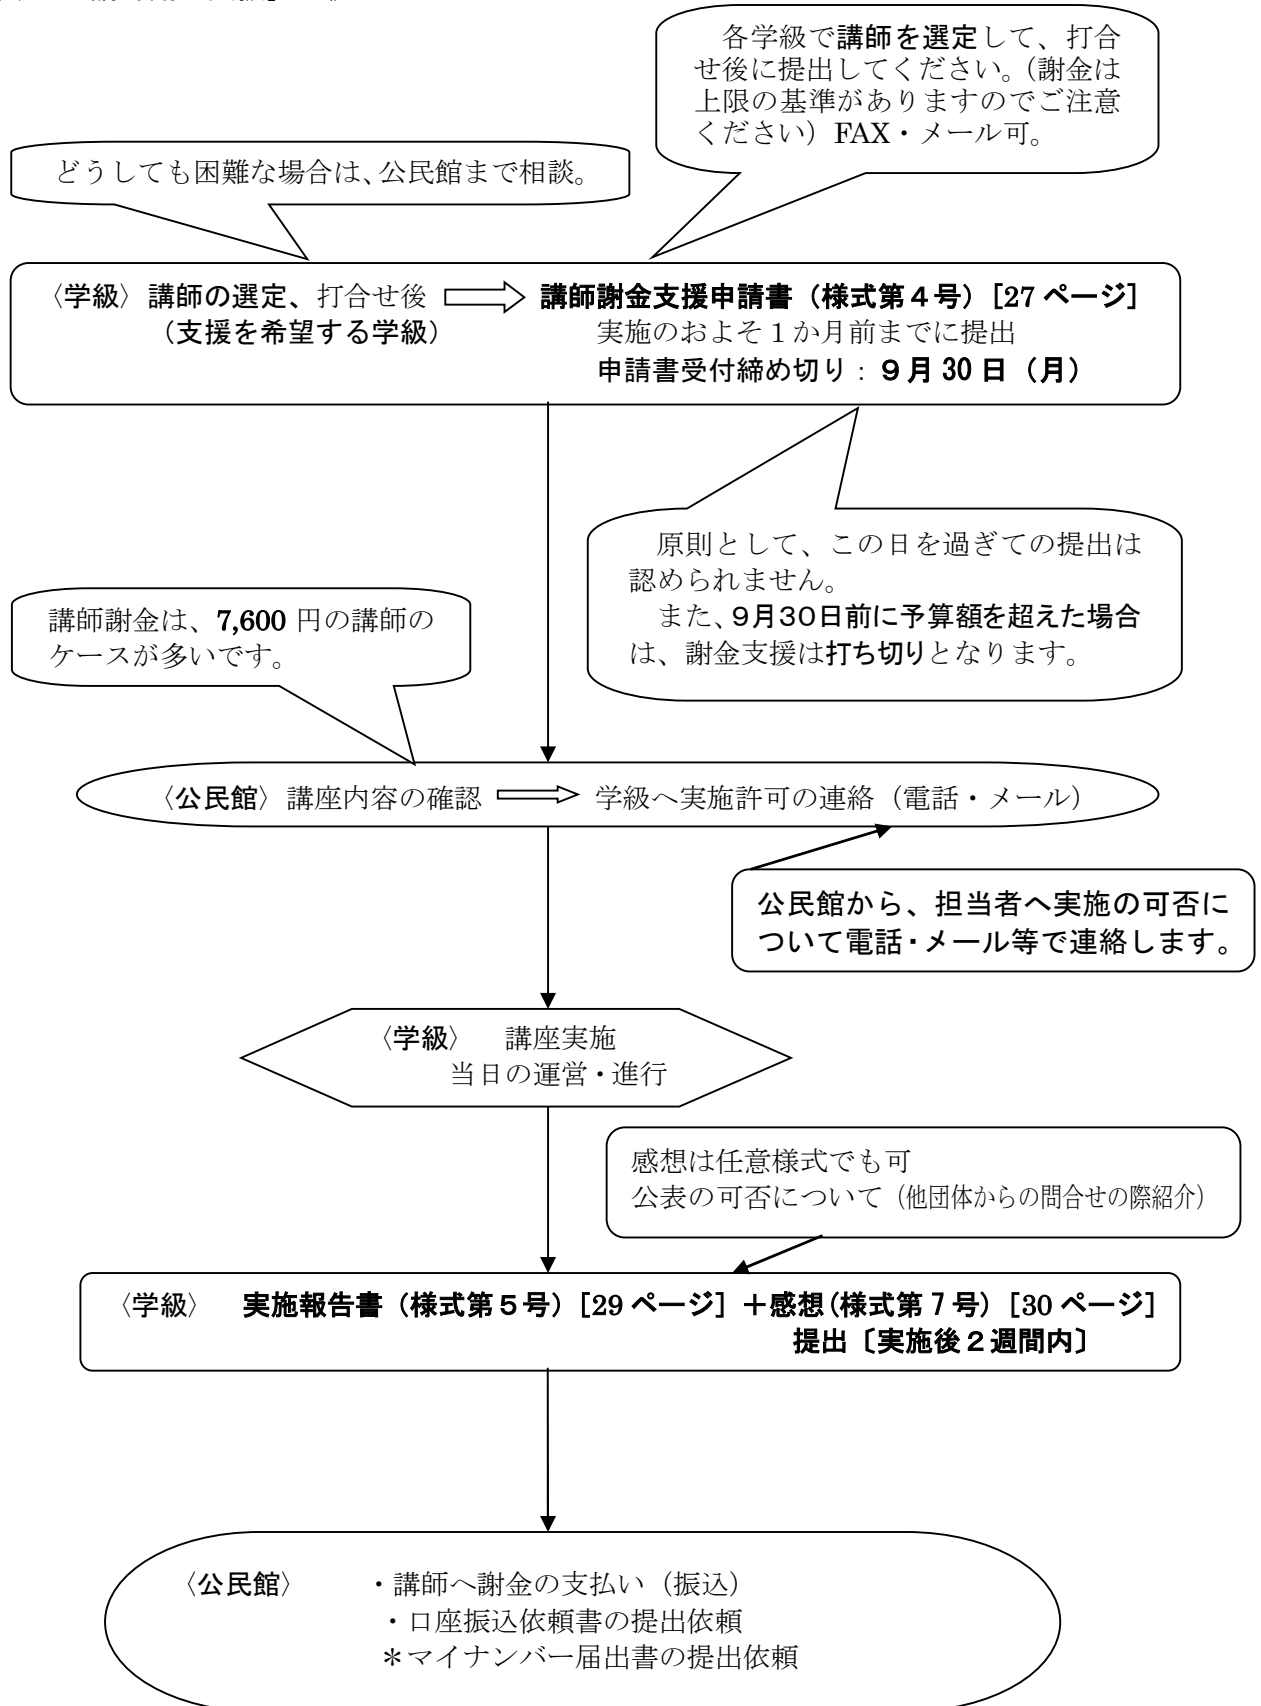 各学級で講師を選定して、打合
せ後に提出してください。（謝金は
上限の基準がありますのでご注意
ください）FAX・メール可。
どうしても困難な場合は、公民館まで相談。
〈学級〉講師の選定、打合せ後 ⇨ 講師謝金支援申請書（様式第４号）［27 ページ］
（支援を希望する学級）　実施のおよそ１か月前までに提出
申請書受付締め切り：９月 30 日（月）
原則として、この日を過ぎての提出は
認められません。
また、9月30日前に予算額を超えた場合
は、謝金支援は打ち切りとなります。
講師謝金は、7,600 円の講師の
ケースが多いです。
〈公民館〉講座内容の確認 ⇨ 学級へ実施許可の連絡（電話・メール）
公民館から、担当者へ実施の可否に
ついて電話・メール等で連絡します。
〈学級〉　講座実施
当日の運営・進行
感想は任意様式でも可
公表の可否について（他団体からの問合せの際紹介）
〈学級〉　実施報告書（様式第５号）［29 ページ］＋感想（様式第７号）［30 ページ］
提出〔実施後２週間内〕
〈公民館〉　・講師へ謝金の支払い（振込）
・口座振込依頼書の提出依頼
＊マイナンバー届出書の提出依頼